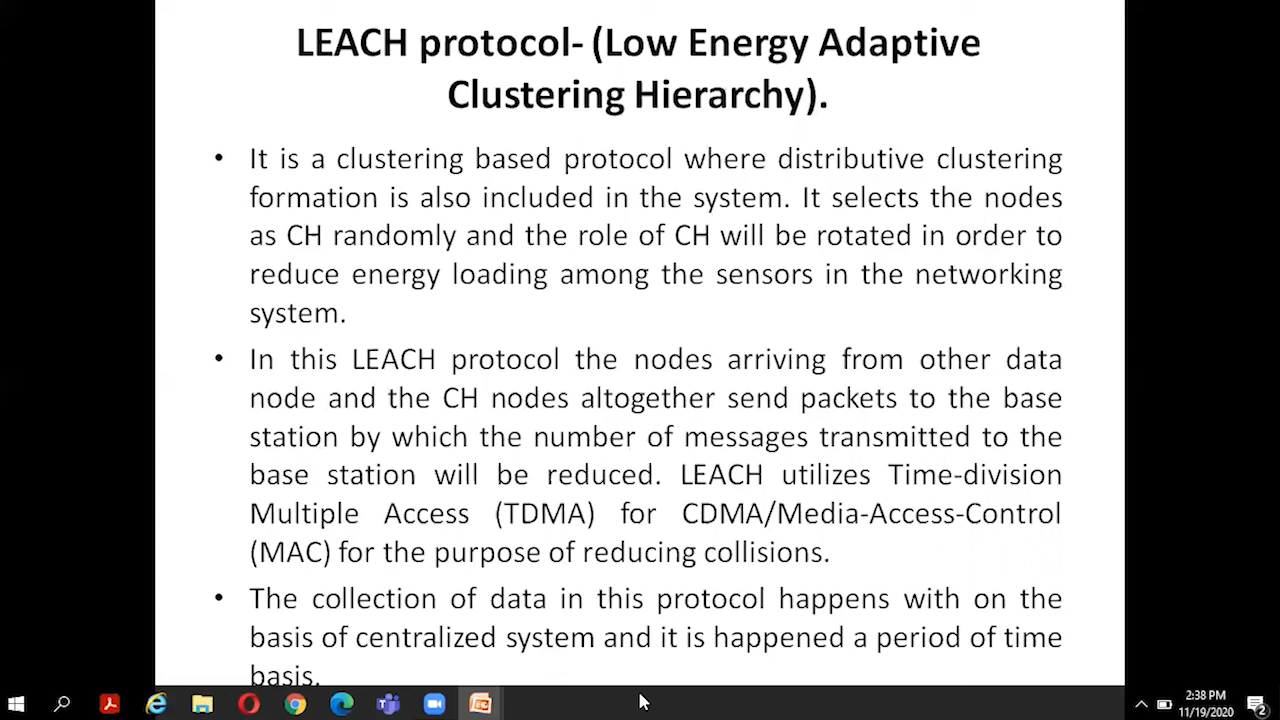 LEACH protocol- (Low Energy Adaptive
Clustering Hierarchy).
• It is a clustering based protocol where distributive clustering
formation is also included in the system. It selects the nodes
as CH randomly and the role of CH will be rotated in order to
reduce energy loading among the sensors in the networking
system.
• In this LEACH protocol the nodes arriving from other data
node and the CH nodes altogether send packets to the base
station by which the number of messages transmitted to the
base station will be reduced. LEACH utilizes Time-division
Multiple Access (TDMA) for CDMA/Media-Access-Control
(MAC) for the purpose of reducing collisions.
• The collection of data in this protocol happens with on the
basis of centralized system and it is happened a period of time
basis.
2:38 PM
11/19/2020
2